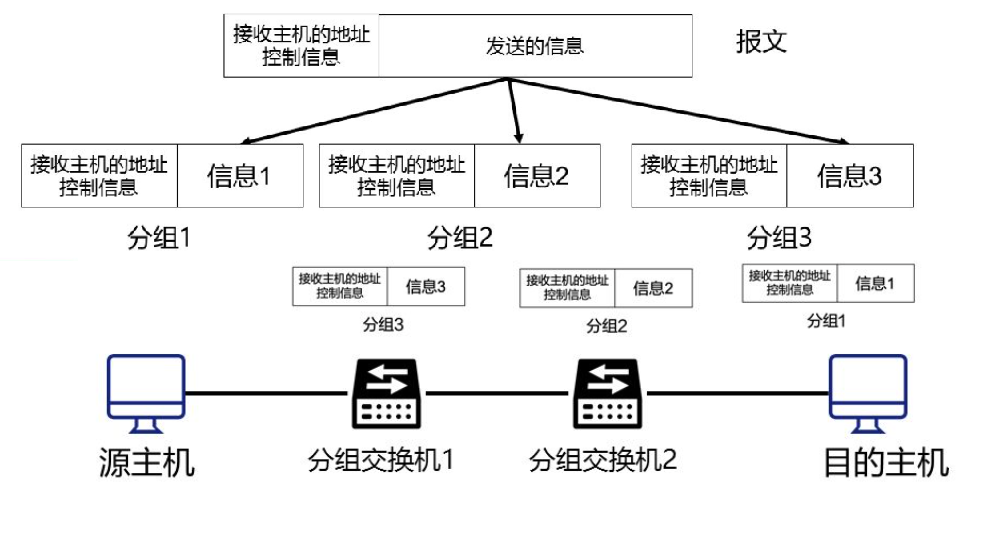 接收主机的地址
控制信息
发送的信息
报文
接收主机的地址
控制信息
信息1
接收主机的地址
控制信息
信息2
接收主机的地址
控制信息
信息3
分组1
分组2
分组3
接收主机的地址
控制信息
信息3
接收主机的地址
控制信息
信息2
接收主机的地址
控制信息
信息1
分组3
分组2
分组1
源主机
分组交换机1
分组交换机2
目的主机